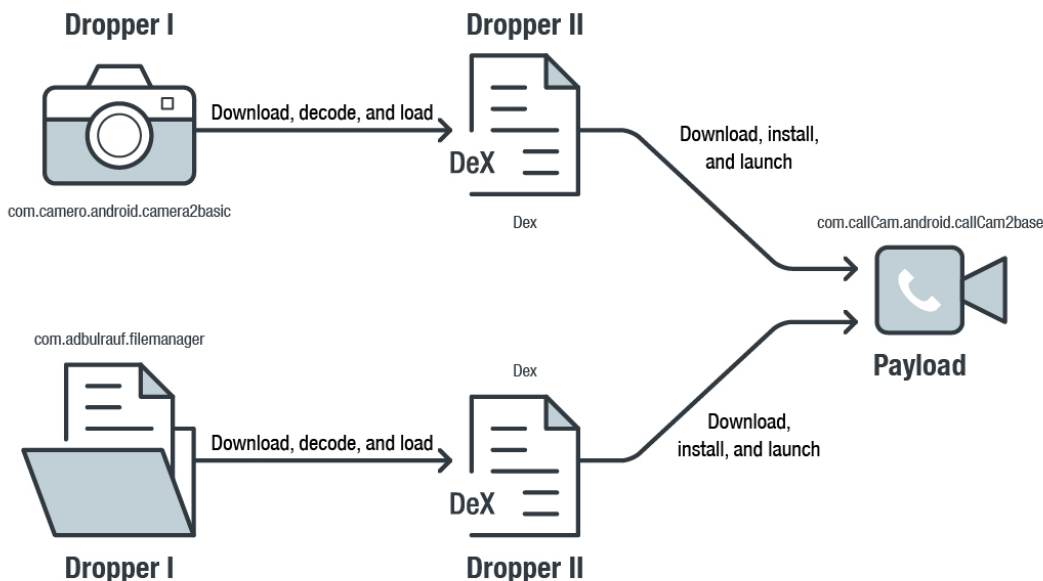 Dropper I
Dropper II
Download, decode, and load
DeX
Download, install,
and launch
com.camero.android.camera2basic
Dex
com.callCam.android.callCam2base
com.adbulrauf.filemanager
Dex
Payload
Download, decode, and load
Download,
install, and launch
DeX
Dropper I
Dropper II